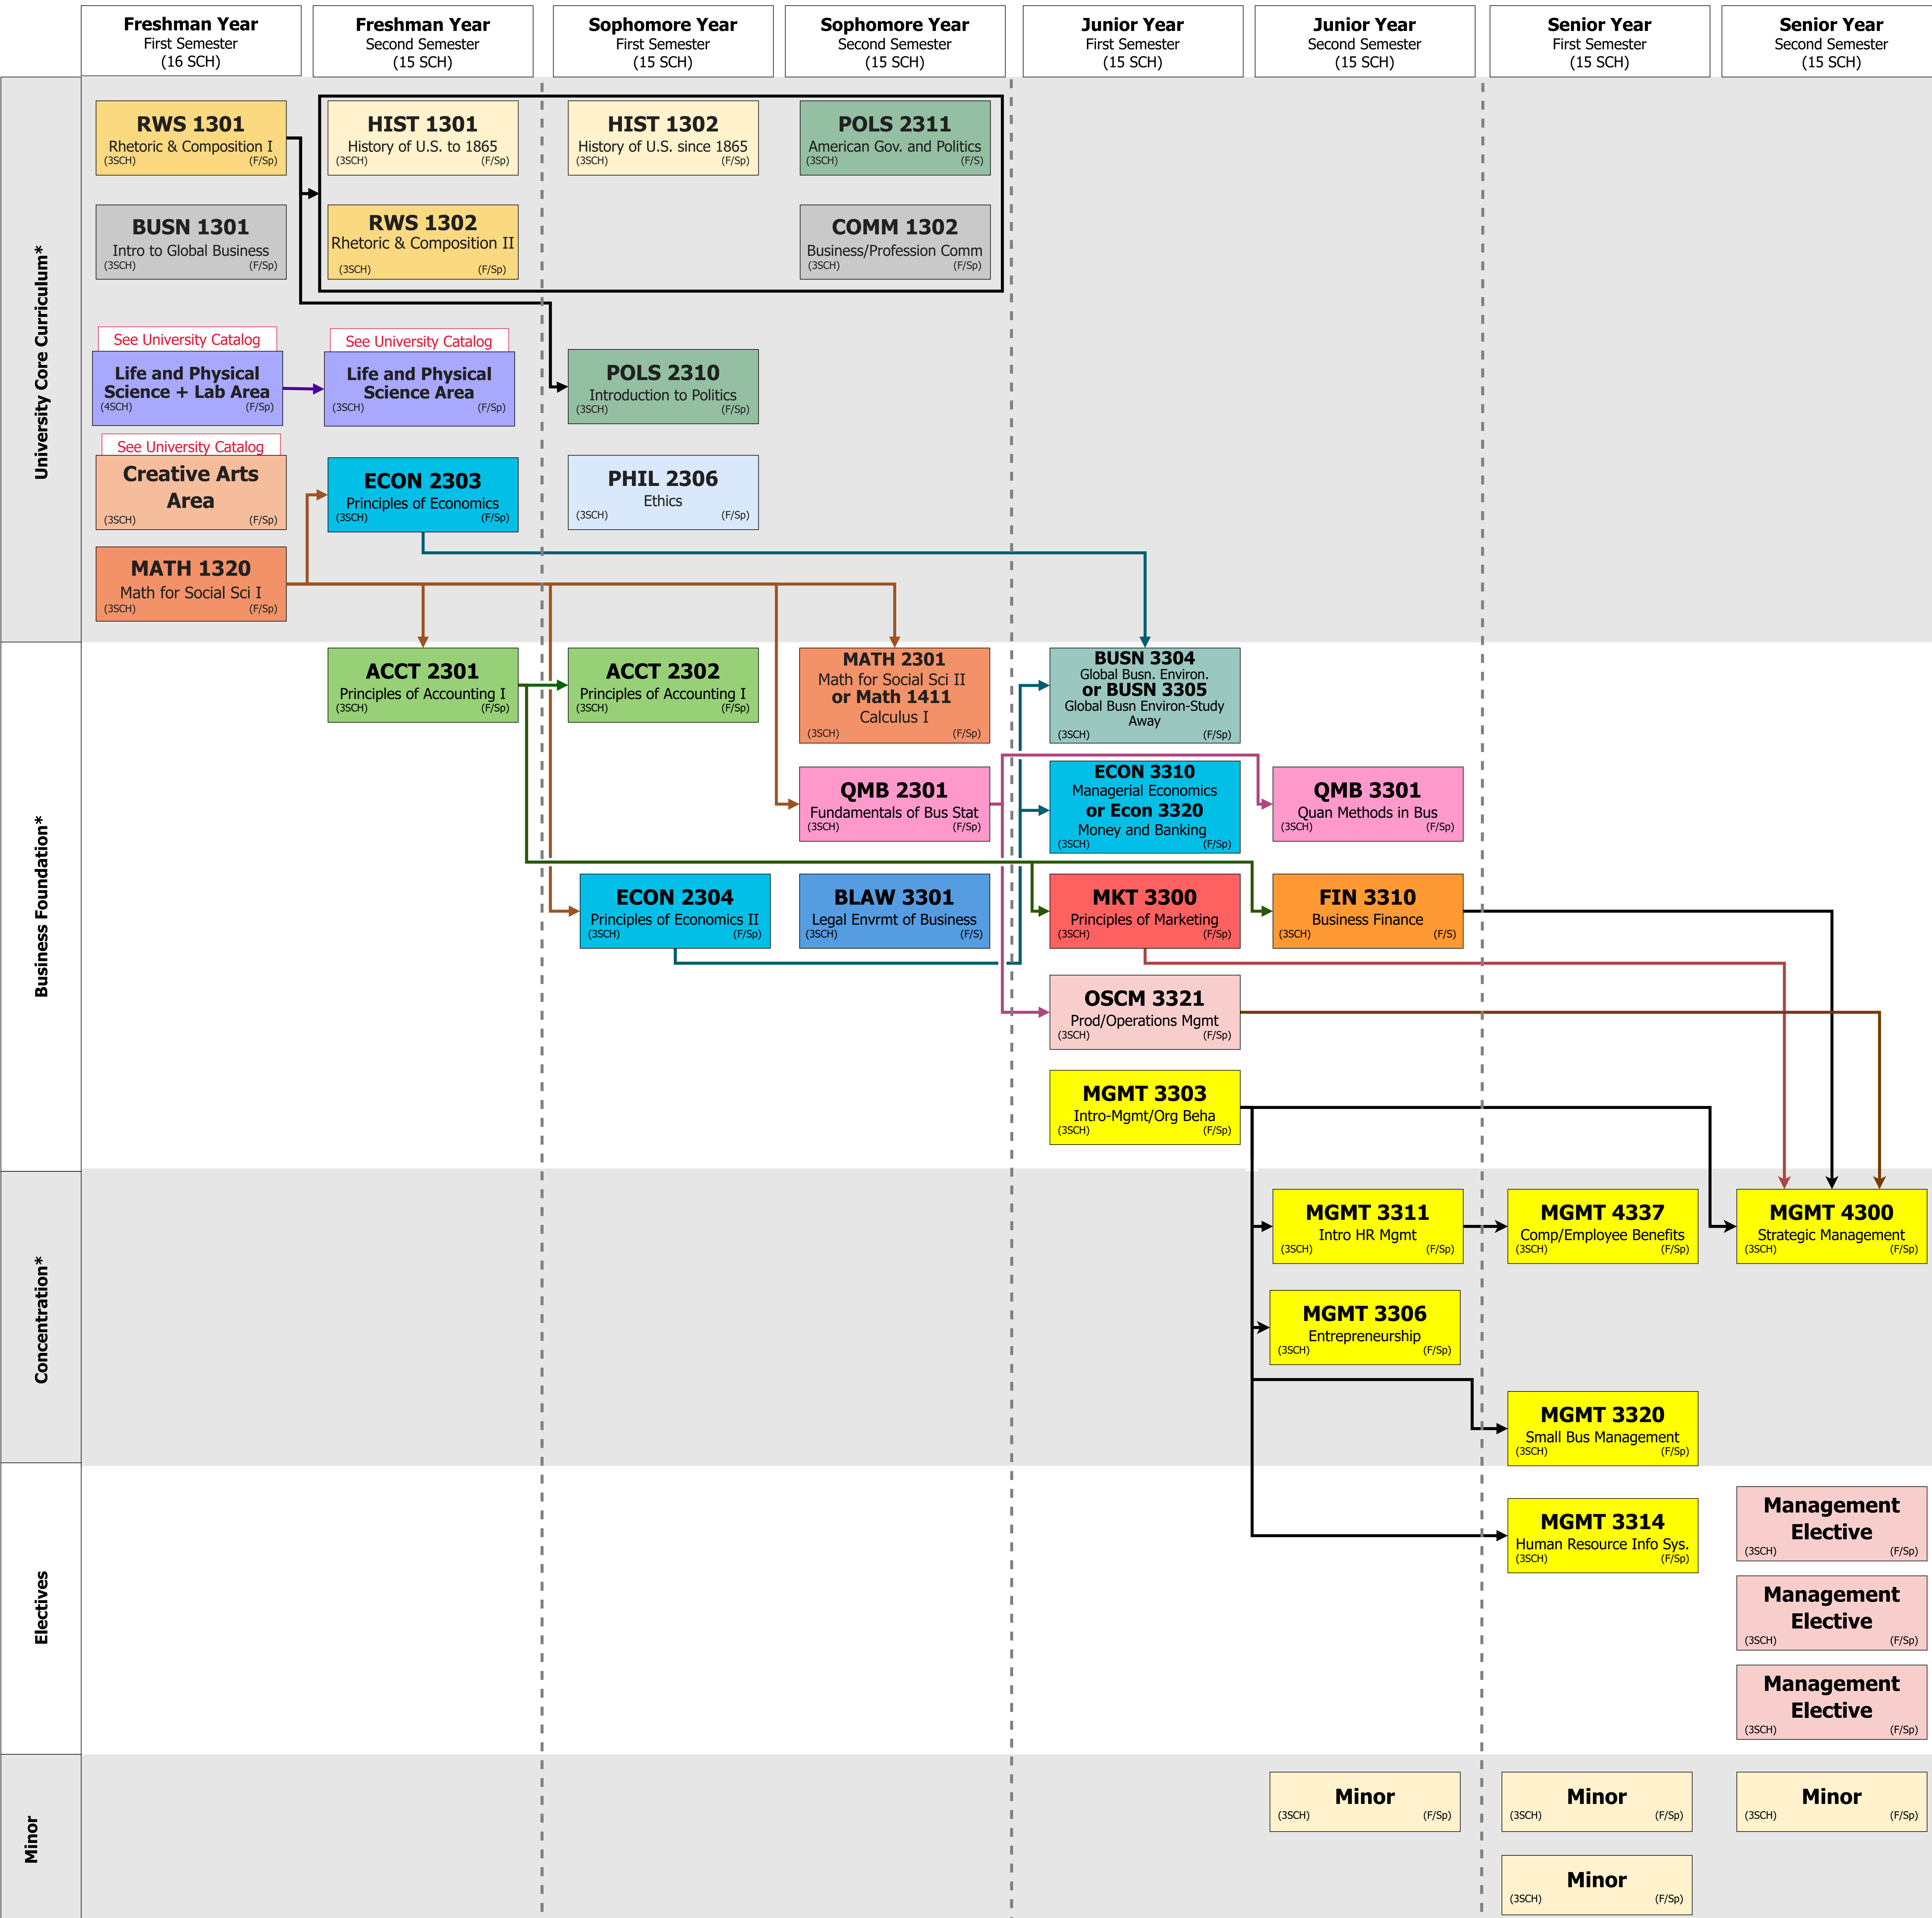 Freshman Year
First Semester
(16 SCH)
Freshman Year
Second Semester
(15 SCH)
Sophomore Year
First Semester
(15 SCH)
Sophomore Year
Second Semester
(15 SCH)
Junior Year
First Semester
(15 SCH)
Junior Year
Second Semester
(15 SCH)
Senior Year
First Semester
(15 SCH)
Senior Year
Second Semester
(15 SCH)
University Core Curriculum*
RWS 1301
Rhetoric & Composition I
(3SCH) (F/Sp)
HIST 1301
History of U.S. to 1865
(3SCH) (F/Sp)
HIST 1302
History of U.S. since 1865
(3SCH) (F/Sp)
POLS 2311
American Gov. and Politics
(3SCH) (F/S)
BUSN 1301
Intro to Global Business
(3SCH) (F/Sp)
RWS 1302
Rhetoric & Composition II
(3SCH) (F/Sp)
COMM 1302
Business/Profession Comm
(3SCH) (F/Sp)
See University Catalog
Life and Physical
Science + Lab Area
(4SCH) (F/Sp)
See University Catalog
Life and Physical
Science Area
(3SCH) (F/Sp)
POLS 2310
Introduction to Politics
(3SCH) (F/Sp)
See University Catalog
Creative Arts
Area
(3SCH) (F/Sp)
ECON 2303
Principles of Economics
(3SCH) (F/Sp)
PHIL 2306
Ethics
(3SCH) (F/Sp)
MATH 1320
Math for Social Sci I
(3SCH) (F/Sp)
Business Foundation*
ACCT 2301
Principles of Accounting I
(3SCH) (F/Sp)
ACCT 2302
Principles of Accounting I
(3SCH) (F/Sp)
MATH 2301
Math for Social Sci II
or Math 1411
Calculus I
(3SCH) (F/Sp)
BUSN 3304
Global Busn. Environ.
or BUSN 3305
Global Busn Environ-Study
Away
(3SCH) (F/Sp)
QMB 2301
Fundamentals of Bus Stat
(3SCH) (F/Sp)
ECON 3310
Managerial Economics
or Econ 3320
Money and Banking
(3SCH) (F/Sp)
QMB 3301
Quan Methods in Bus
(3SCH) (F/Sp)
ECON 2304
Principles of Economics II
(3SCH) (F/Sp)
BLAW 3301
Legal Envrmt of Business
(3SCH) (F/S)
MKT 3300
Principles of Marketing
(3SCH) (F/Sp)
FIN 3310
Business Finance
(3SCH) (F/S)
OSCM 3321
Prod/Operations Mgmt
(3SCH) (F/Sp)
MGMT 3303
Intro-Mgmt/Org Beha
(3SCH) (F/Sp)
Concentration*
MGMT 3311
Intro HR Mgmt
(3SCH) (F/Sp)
MGMT 4337
Comp/Employee Benefits
(3SCH) (F/Sp)
MGMT 4300
Strategic Management
(3SCH) (F/Sp)
MGMT 3306
Entrepreneurship
(3SCH) (F/Sp)
MGMT 3320
Small Bus Management
(3SCH) (F/Sp)
Electives
MGMT 3314
Human Resource Info Sys.
(3SCH) (F/Sp)
Management
Elective
(3SCH) (F/Sp)
Management
Elective
(3SCH) (F/Sp)
Management
Elective
(3SCH) (F/Sp)
Minor
Minor
(3SCH) (F/Sp)
Minor
(3SCH) (F/Sp)
Minor
(3SCH) (F/Sp)
Minor
(3SCH) (F/Sp)